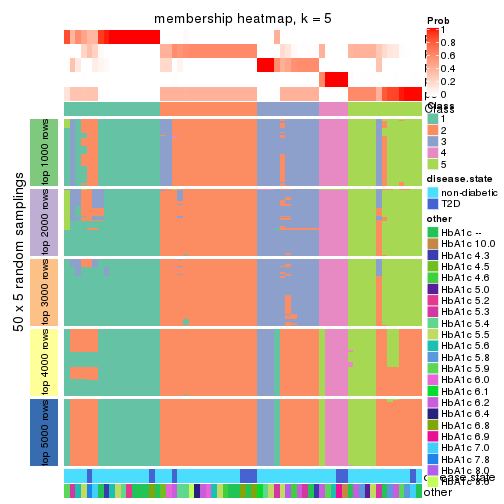 membership heatmap, k = 5
Prob
1
0.8
0.6
0.4
0.2
0
Class
Class
1
2
3
4
5
disease.state
non-diabetic
T2D
other
HbA1c --
HbA1c 10.0
HbA1c 4.3
HbA1c 4.5
HbA1c 4.6
HbA1c 5.0
HbA1c 5.2
HbA1c 5.3
HbA1c 5.4
HbA1c 5.5
HbA1c 5.6
HbA1c 5.8
HbA1c 5.9
HbA1c 6.0
HbA1c 6.1
HbA1c 6.2
HbA1c 6.4
HbA1c 6.8
HbA1c 6.9
HbA1c 7.0
HbA1c 7.8
HbA1c 8.0
HbA1c 8.6
50 x 5 random samplings
top 1000 rows
top 2000 rows
top 3000 rows
top 4000 rows
top 5000 rows
other